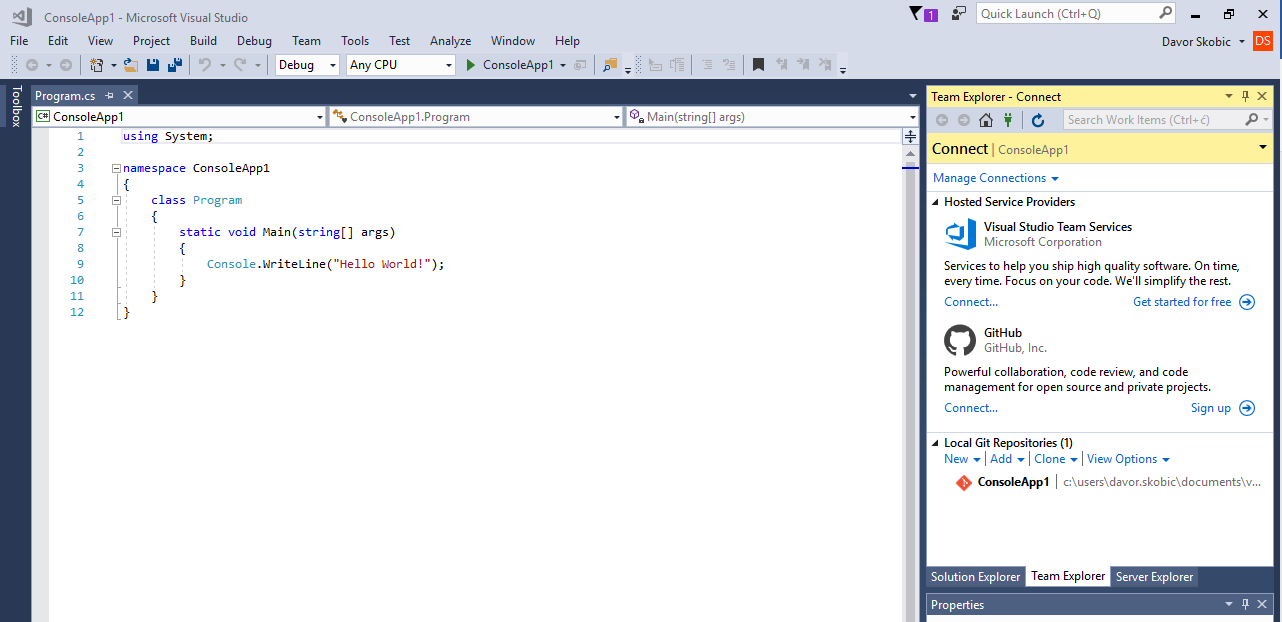 ConsoleApp1 - Microsoft Visual Studio
1
Quick Launch (Ctrl+Q)
File Edit View Project Build Debug Team Tools Test Analyze Window Help
Davor Skobic DS
Debug Any CPU ConsoleApp1
Toolbox
Program.cs
C# ConsoleApp1 ConsoleApp1.Program Main(string[] args)
1 using System;
2
3 namespace ConsoleApp1
4 {
5 class Program
6 {
7 static void Main(string[] args)
8 {
9 Console.WriteLine("Hello World!");
10 }
11 }
12 }
Team Explorer - Connect
Search Work Items (Ctrl+ć)
Connect | ConsoleApp1
Manage Connections
Hosted Service Providers
Visual Studio Team Services
Microsoft Corporation
Services to help you ship high quality software. On time,
every time. Focus on your code. We'll simplify the rest.
Connect... Get started for free
GitHub
GitHub, Inc.
Powerful collaboration, code review, and code
management for open source and private projects.
Connect... Sign up
Local Git Repositories (1)
New | Add | Clone | View Options
ConsoleApp1 | c:\users\davor.skobic\documents\v...
Solution Explorer Team Explorer Server Explorer
Properties